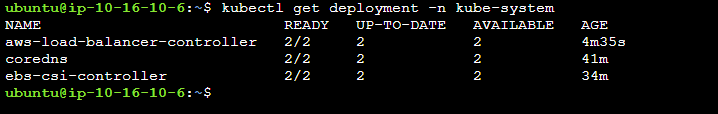 ubuntu@ip-10-16-10-6:~$ kubectl get deployment -n kube-system
NAME READY UP-TO-DATE AVAILABLE AGE
aws-load-balancer-controller 2/2 2 2 4m35s
coredns 2/2 2 2 41m
ebs-csi-controller 2/2 2 2 34m
ubuntu@ip-10-16-10-6:~$